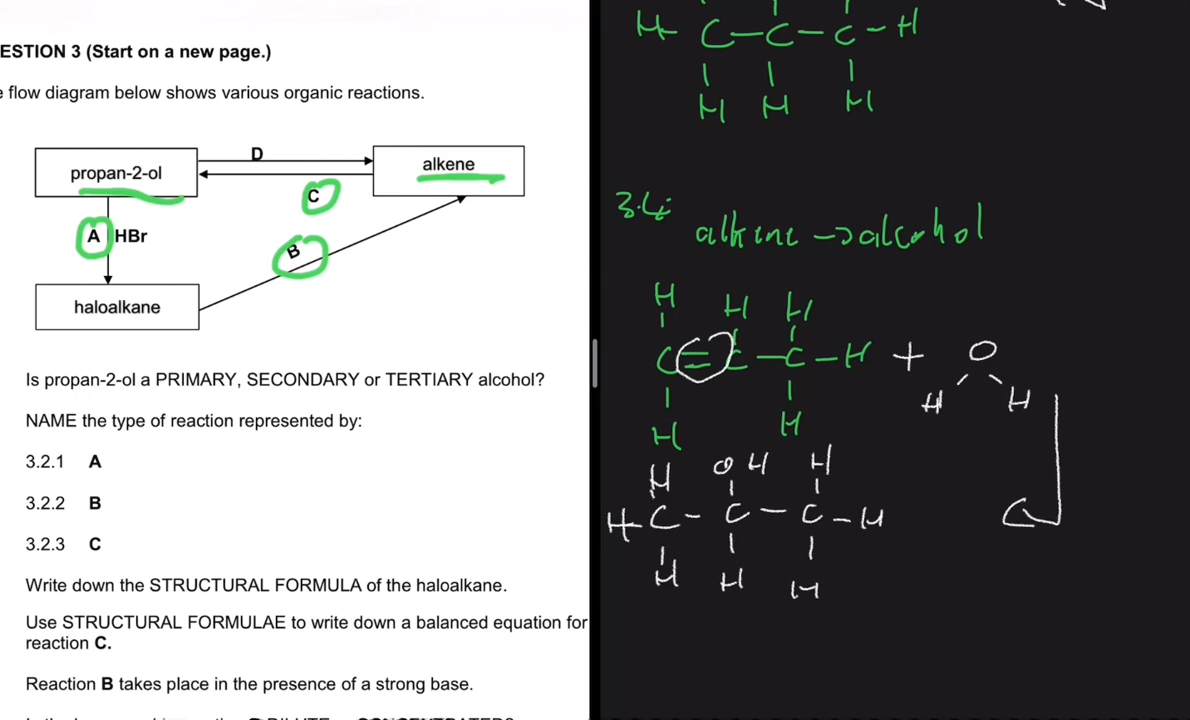 ESTION 3 (Start on a new page.)
e flow diagram below shows various organic reactions.
D
propan-2-ol
alkene
C
A HBr
B
haloalkane
Is propan-2-ol a PRIMARY, SECONDARY or TERTIARY alcohol?
NAME the type of reaction represented by:
3.2.1 A
3.2.2 B
3.2.3 C
Write down the STRUCTURAL FORMULA of the haloalkane.
Use STRUCTURAL FORMULAE to write down a balanced equation for
reaction C.
Reaction B takes place in the presence of a strong base.
H C - C - C - H
H H H
3.4
alkene → alcohol
H H H
C = C - C - H + O
H H
H H
H OH H
H C - C - C - H
H H H